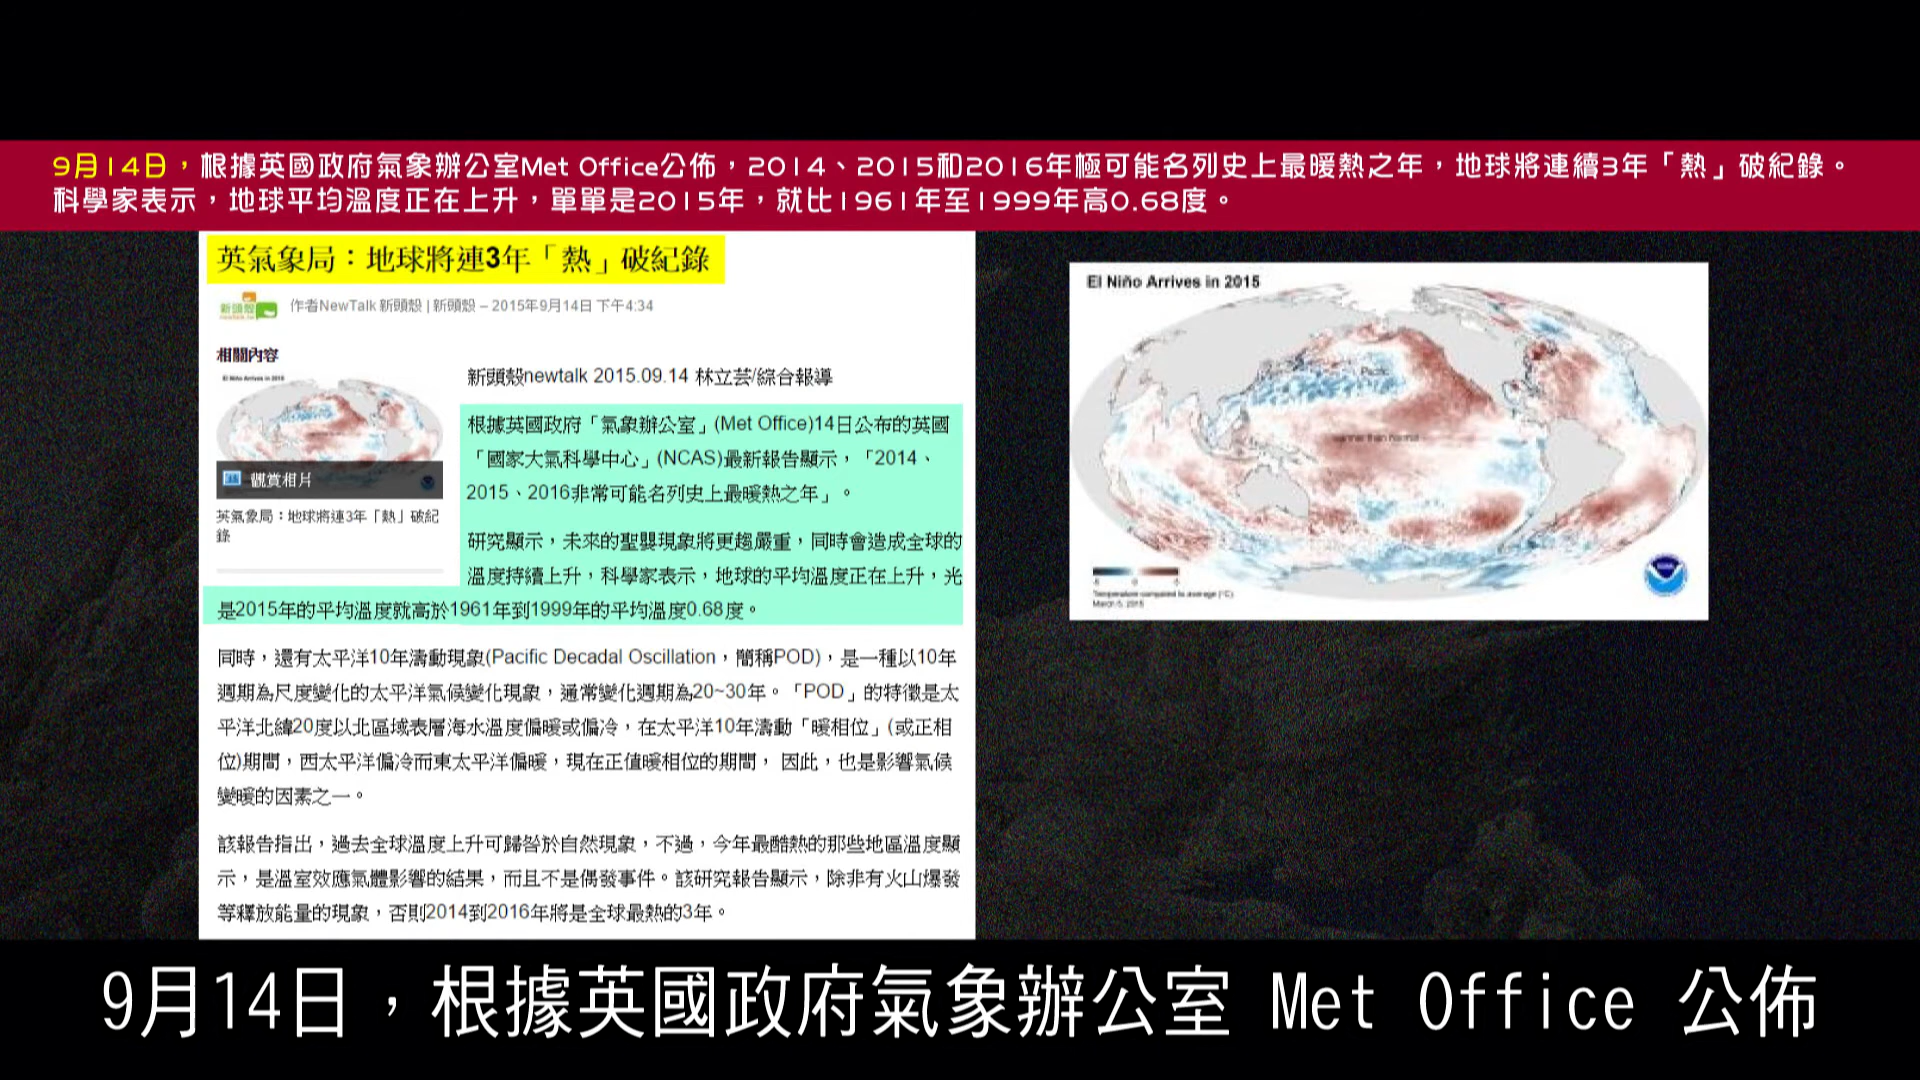 9月14日，根據英國政府氣象辦公室Met Office公佈，2014、2015和2016年極可能名列史上最暖熱之年，地球將連續3年「熱」破紀錄。
科學家表示，地球平均溫度正在上升，單單是2015年，就比1961年至1999年高0.68度。
英氣象局：地球將連3年「熱」破紀錄
新頭殼
作者NewTalk 新頭殼 | 新頭殼 – 2015年9月14日 下午4:34
相關內容
El Niño Arrives in 2015
觀賞相片
英氣象局：地球將連3年「熱」破紀
錄
新頭殼newtalk 2015.09.14 林立芸/綜合報導
根據英國政府「氣象辦公室」(Met Office)14日公布的英國
「國家大氣科學中心」(NCAS)最新報告顯示，「2014、
2015、2016非常可能名列史上最暖熱之年」。
研究顯示，未來的聖嬰現象將更趨嚴重，同時會造成全球的
溫度持續上升，科學家表示，地球的平均溫度正在上升，光
是2015年的平均溫度就高於1961年到1999年的平均溫度0.68度。
同時，還有太平洋10年濤動現象(Pacific Decadal Oscillation，簡稱POD)，是一種以10年
週期為尺度變化的太平洋氣候變化現象，通常變化週期為20~30年。「POD」的特徵是太
平洋北緯20度以北區域表層海水溫度偏暖或偏冷，在太平洋10年濤動「暖相位」(或正相
位)期間，西太平洋偏冷而東太平洋偏暖，現在正值暖相位的期間， 因此，也是影響氣候
變暖的因素之一。
該報告指出，過去全球溫度上升可歸咎於自然現象，不過，今年最酷熱的那些地區溫度顯
示，是溫室效應氣體影響的結果，而且不是偶發事件。該研究報告顯示，除非有火山爆發
等釋放能量的現象，否則2014到2016年將是全球最熱的3年。
El Niño Arrives in 2015
warmer than normal
Temperature compared to average (°C)
March 5, 2015
9月14日，根據英國政府氣象辦公室 Met Office 公佈